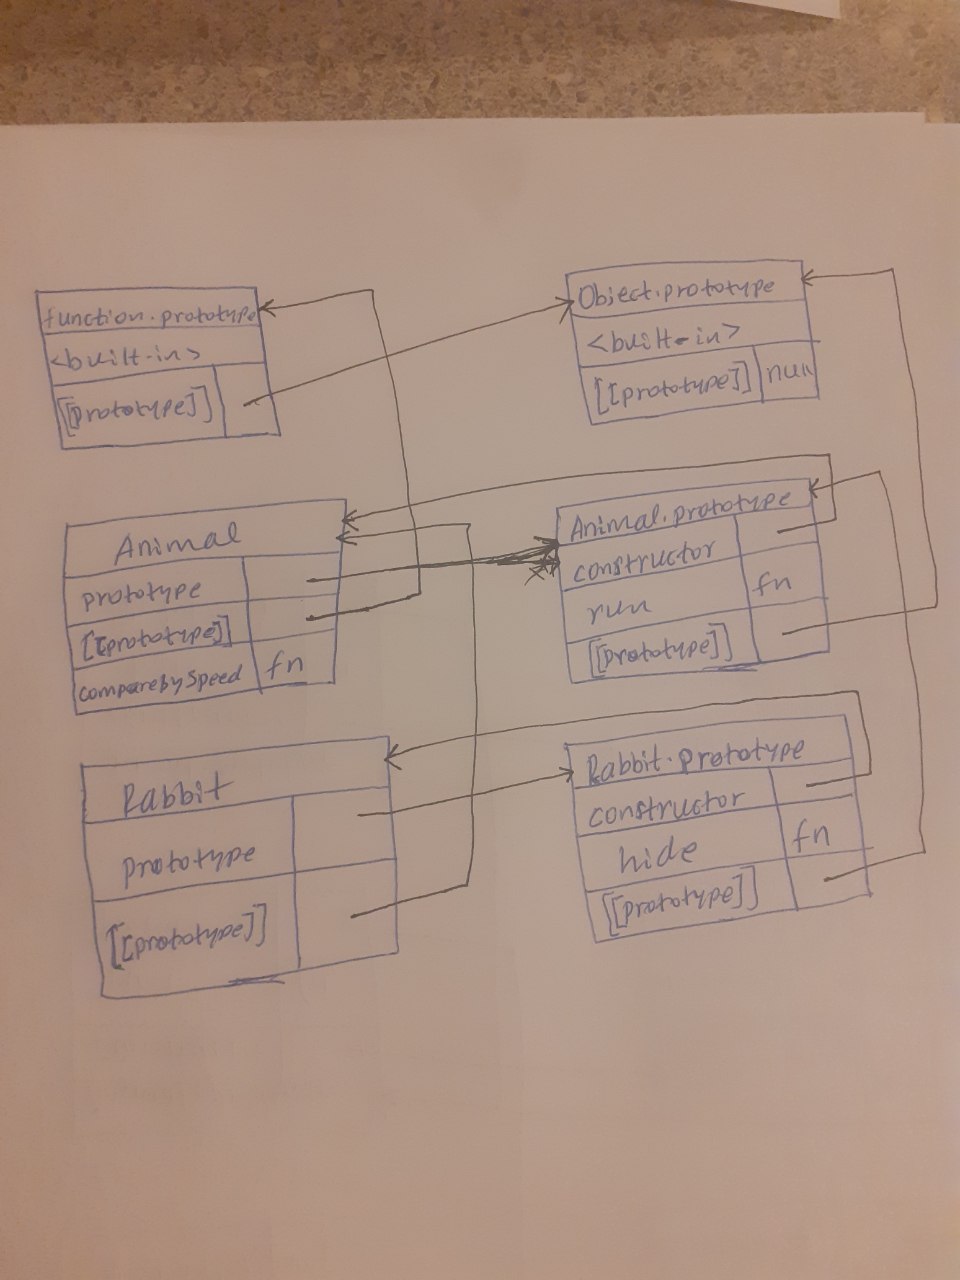 function.prototype
<built-in>
[[prototype]]
Object.prototype
<built-in>
[[prototype]] null
Animal
prototype
[[prototype]]
comparebySpeed fn
Animal.prototype
constructor
run fn
[[prototype]]
Rabbit
prototype
[[prototype]]
Rabbit.prototype
constructor
hide fn
[[prototype]]